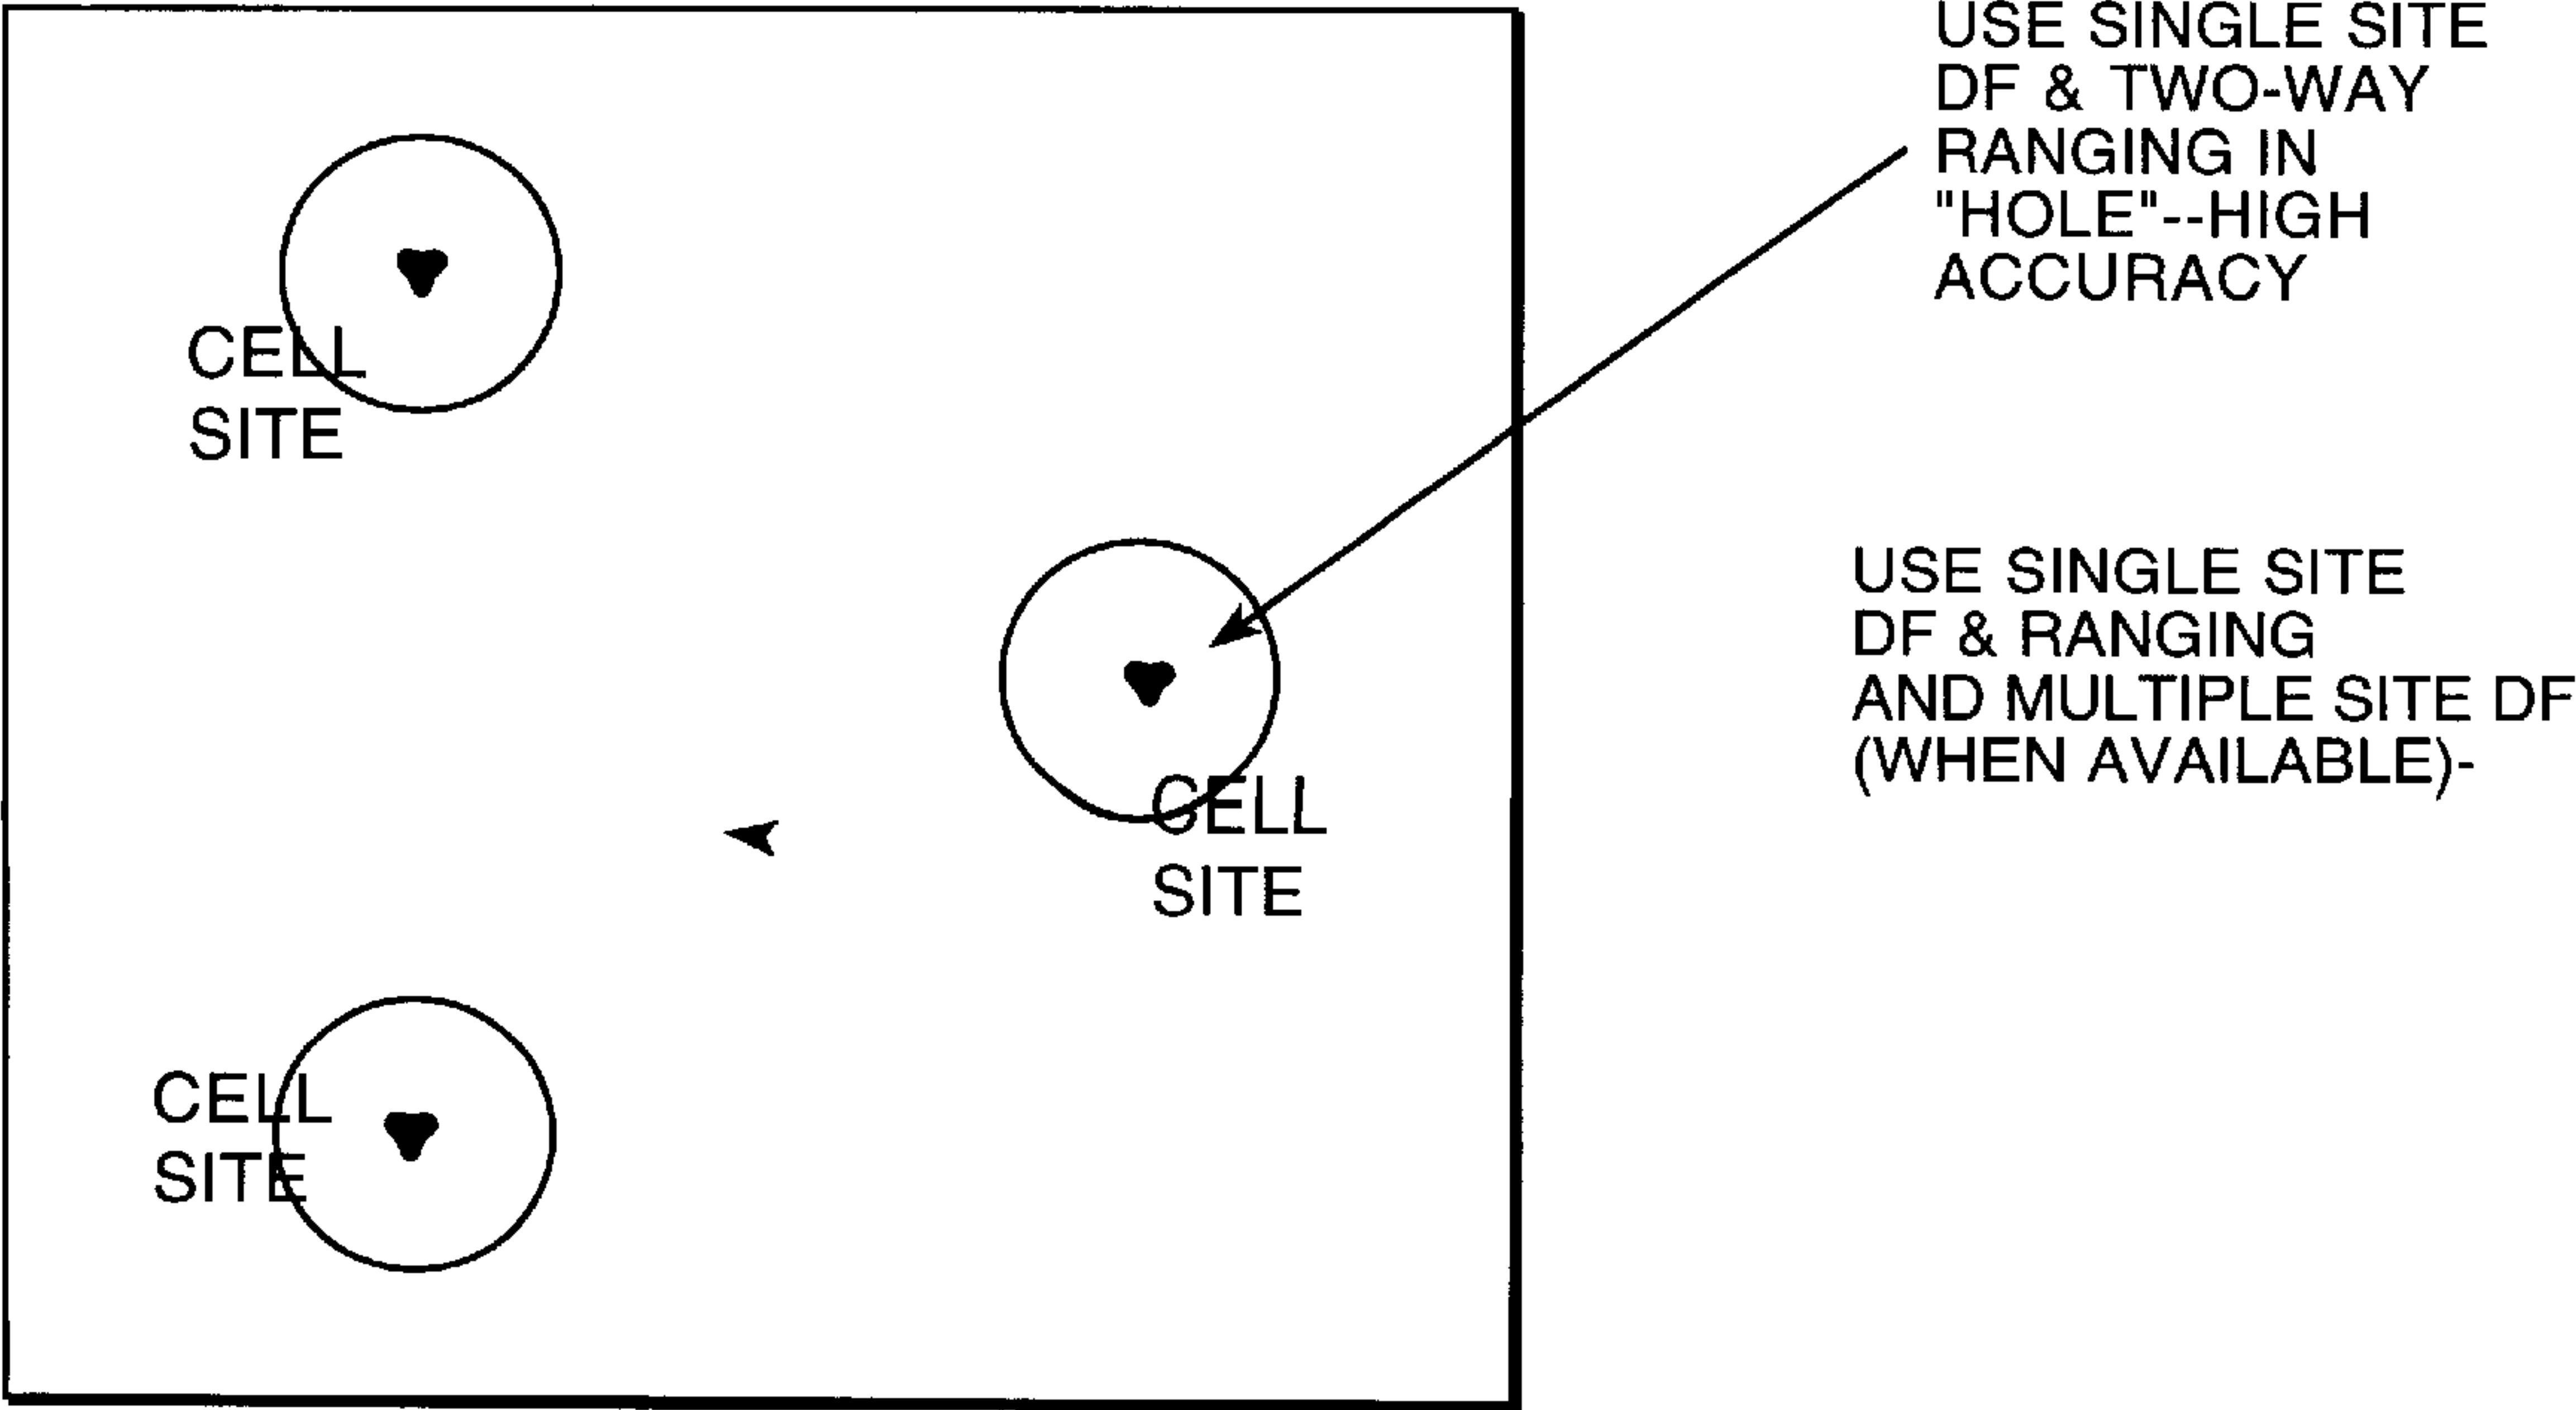 USE SINGLE SITE
DF & TWO-WAY
RANGING IN
"HOLE"--HIGH
ACCURACY
CELL
SITE
USE SINGLE SITE
DF & RANGING
AND MULTIPLE SITE DF
(WHEN AVAILABLE)-
CELL
SITE
CELL
SITE